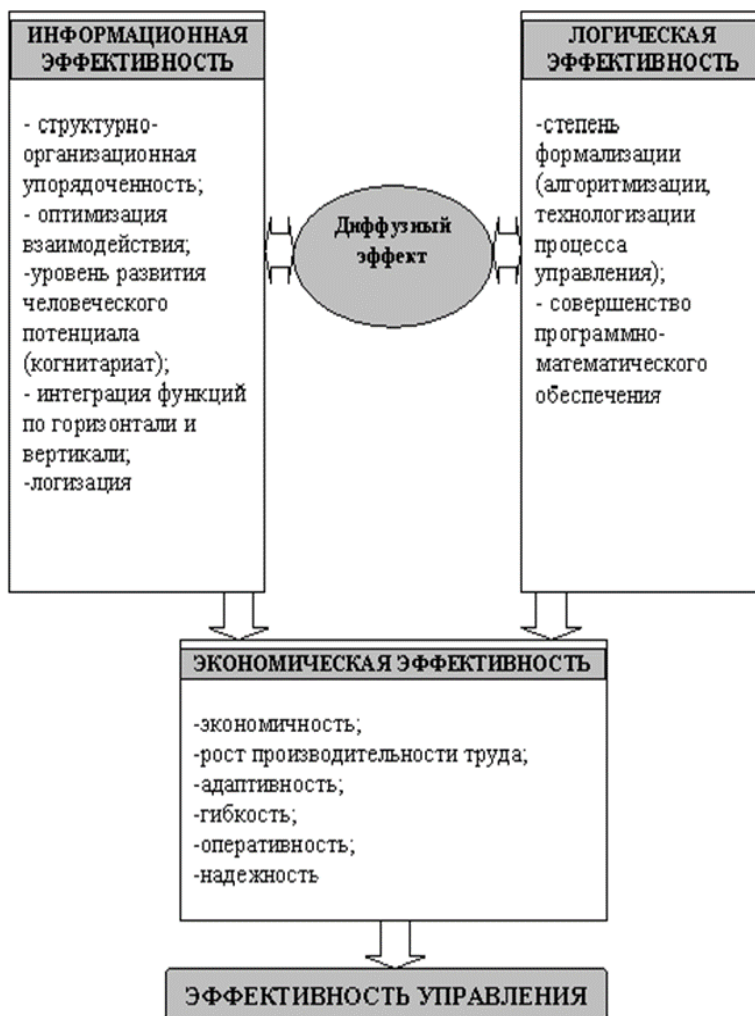 ИНФОРМАЦИОННАЯ
ЭФФЕКТИВНОСТЬ
- структурно-
организационная
упорядоченность;
- оптимизация
взаимодействия;
-уровень развития
человеческого
потенциала
(когнитариат);
- интеграция функций
по горизонтали и
вертикали;
-логизация
Диффузный
эффект
ЛОГИЧЕСКАЯ
ЭФФЕКТИВНОСТЬ
-степень
формализации
(алгоритмизации,
технологизации
процесса
управления);
- совершенство
программно-
математического
обеспечения
ЭКОНОМИЧЕСКАЯ ЭФФЕКТИВНОСТЬ
-экономичность;
-рост производительности труда;
-адаптивность;
-гибкость;
-оперативность;
-надежность
ЭФФЕКТИВНОСТЬ УПРАВЛЕНИЯ